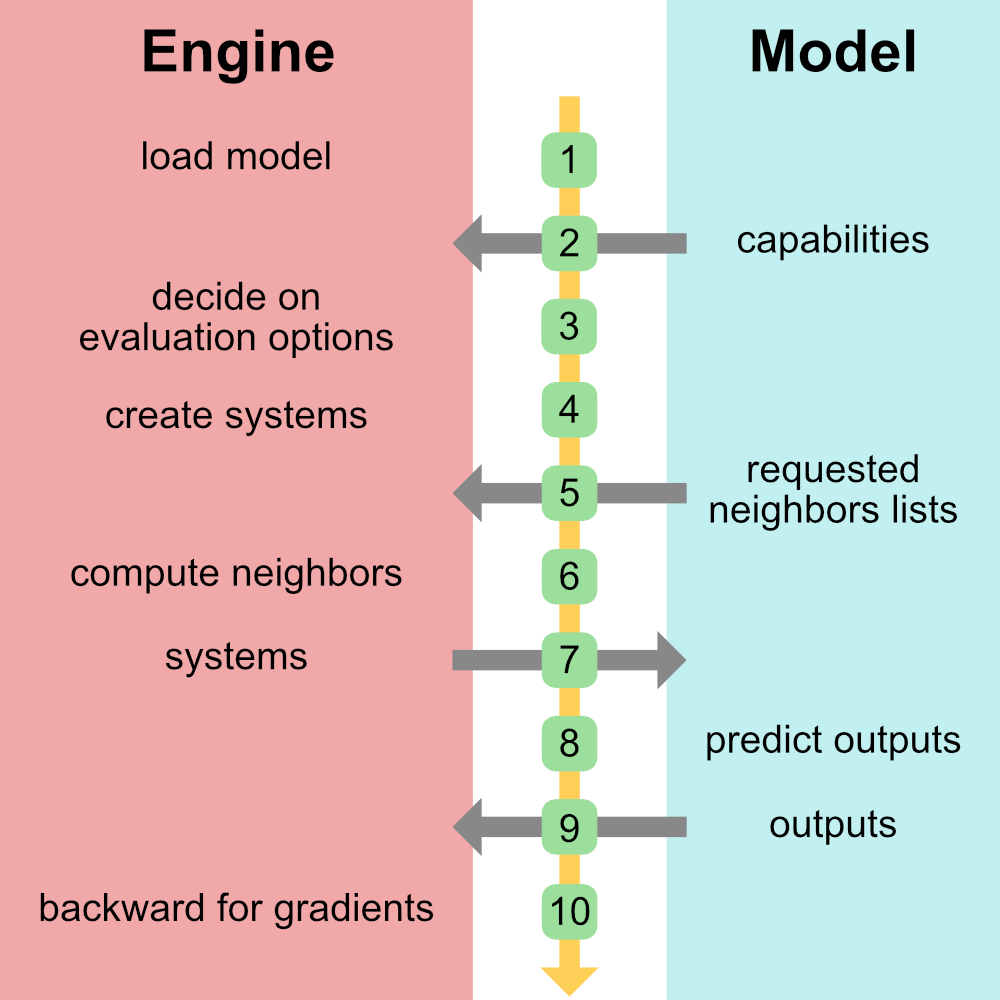 Engine
Model
load model
1
2
capabilities
decide on
evaluation options
3
create systems
4
5
requested
neighbors lists
compute neighbors
6
systems
7
8
predict outputs
9
outputs
backward for gradients
10